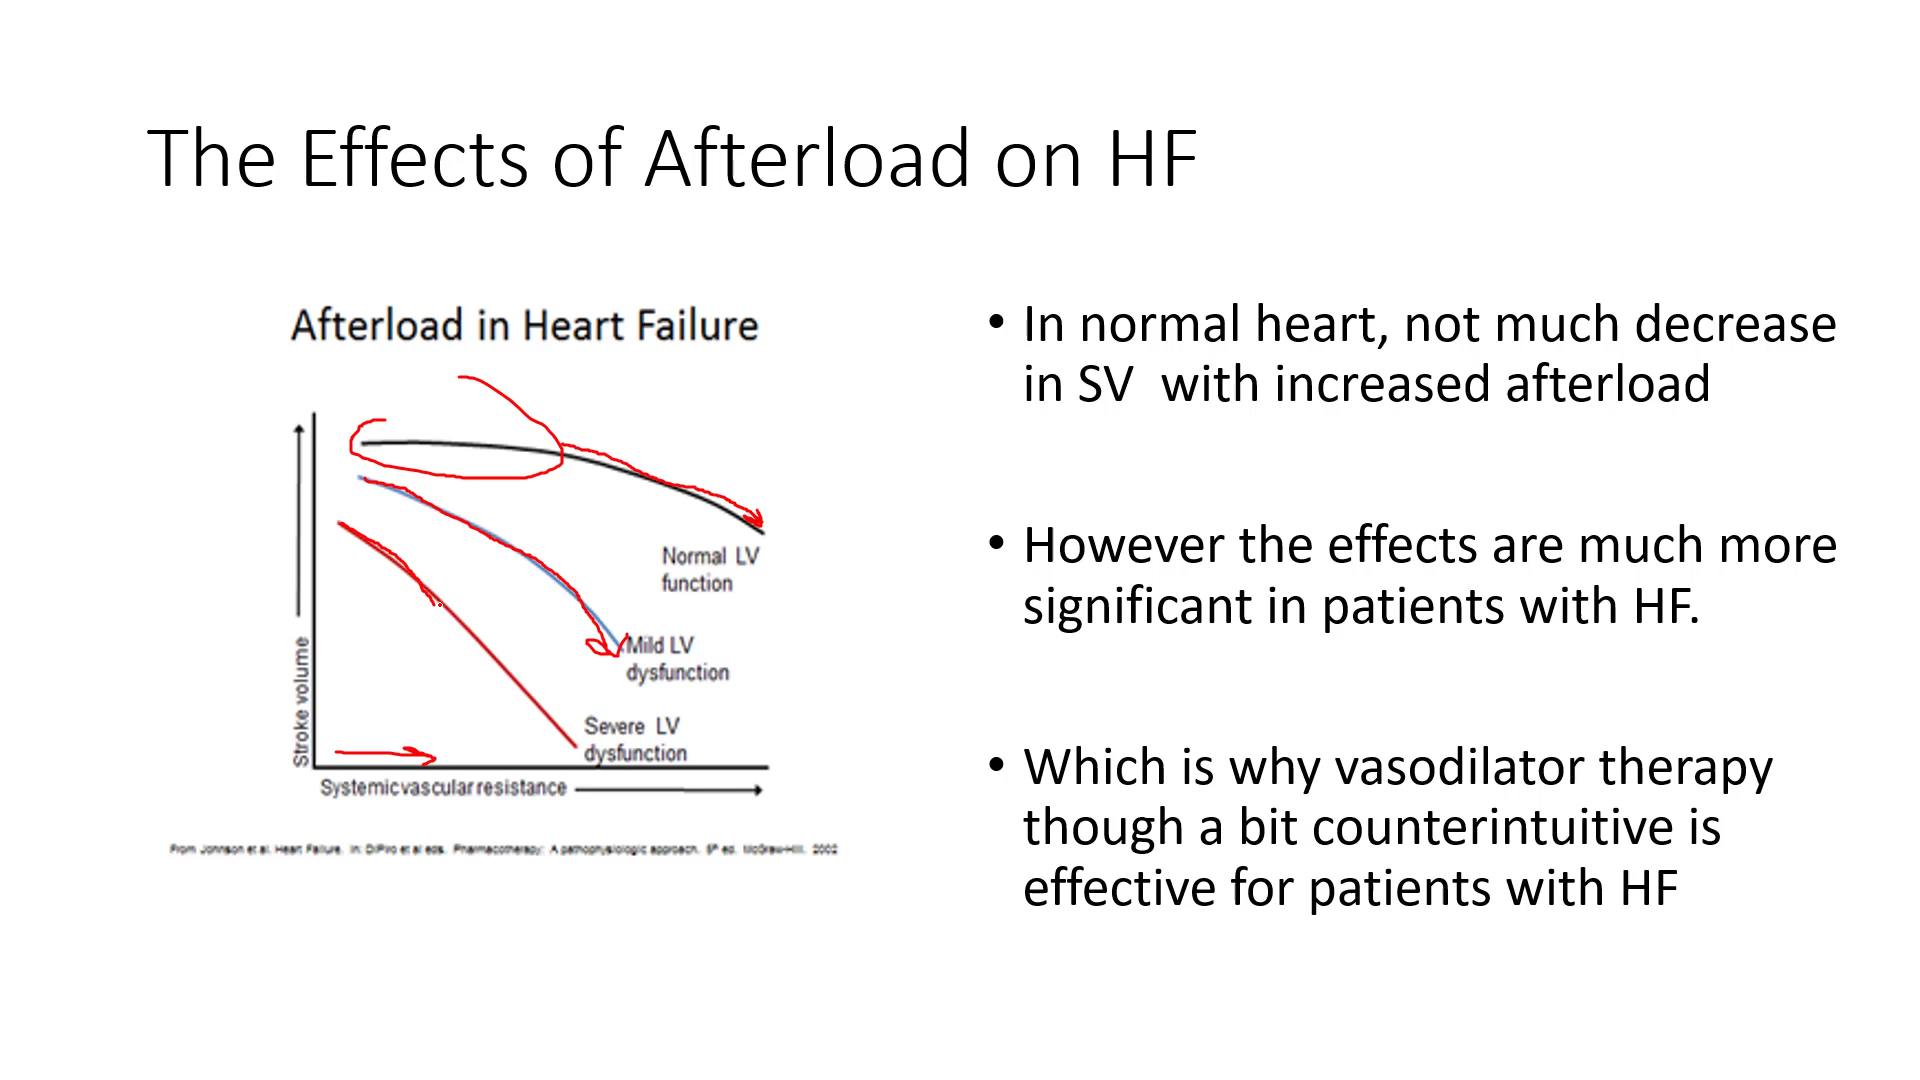 The Effects of Afterload on HF
Afterload in Heart Failure
Stroke volume
Normal LV
function
Mild LV
dysfunction
Severe LV
dysfunction
Systemic vascular resistance
From Johnson et al. Heart Failure. In: DiPiro et al eds. Pharmacotherapy: A pathophysiologic approach. 5th ed. McGraw-Hill. 2002
• In normal heart, not much decrease
in SV with increased afterload
• However the effects are much more
significant in patients with HF.
• Which is why vasodilator therapy
though a bit counterintuitive is
effective for patients with HF